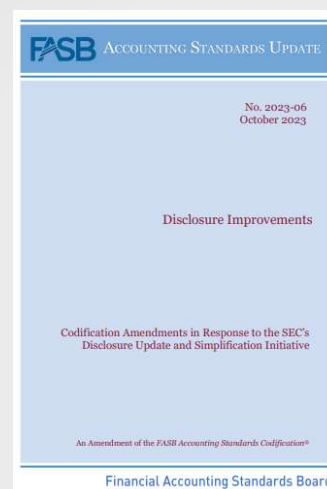 FASB ACCOUNTING STANDARDS UPDATE
No. 2023-06
October 2023
Disclosure Improvements
Codification Amendments in Response to the SEC's
Disclosure Update and Simplification Initiative
An Amendment of the FASB Accounting Standards Codification®
Financial Accounting Standards Board